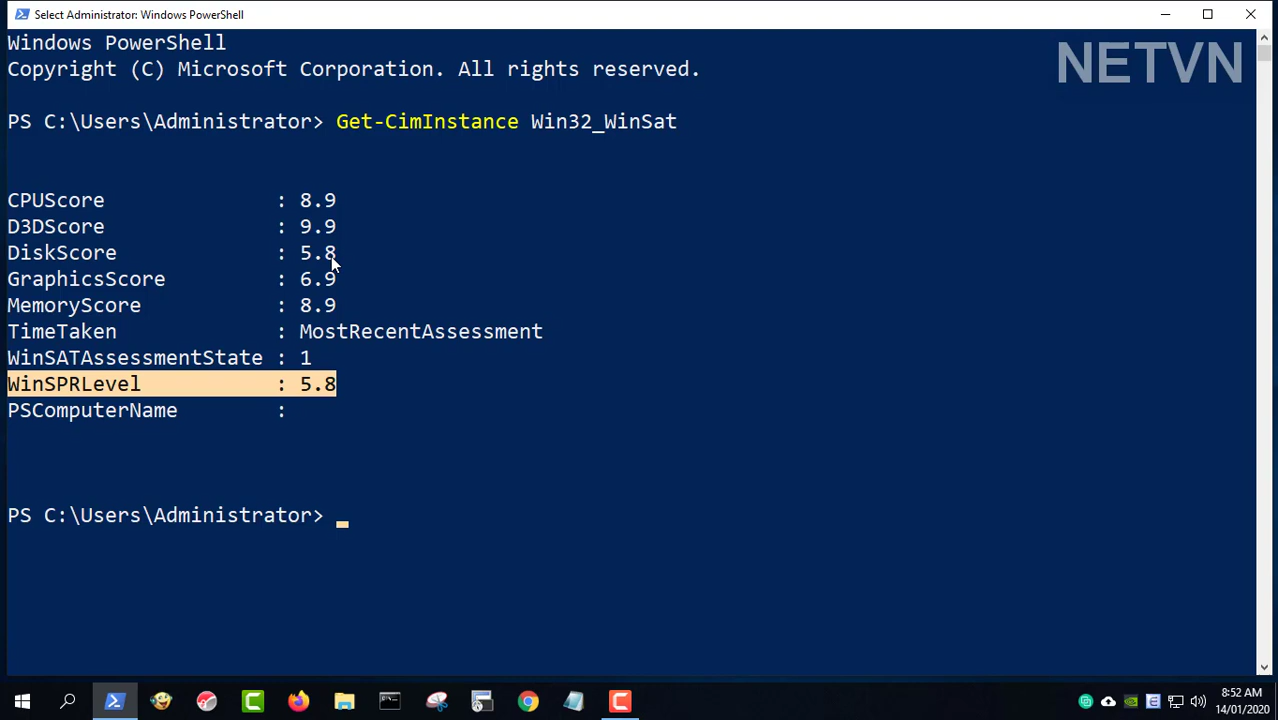 Select Administrator: Windows PowerShell
Windows PowerShell
Copyright (C) Microsoft Corporation. All rights reserved.
NETVN
PS C:\Users\Administrator> Get-CimInstance Win32_WinSat
CPUScore : 8.9
D3DScore : 9.9
DiskScore : 5.8
GraphicsScore : 6.9
MemoryScore : 8.9
TimeTaken : MostRecentAssessment
WinSATAssessmentState : 1
WinSPRLevel : 5.8
PSComputerName :
PS C:\Users\Administrator>
8:52 AM
14/01/2020